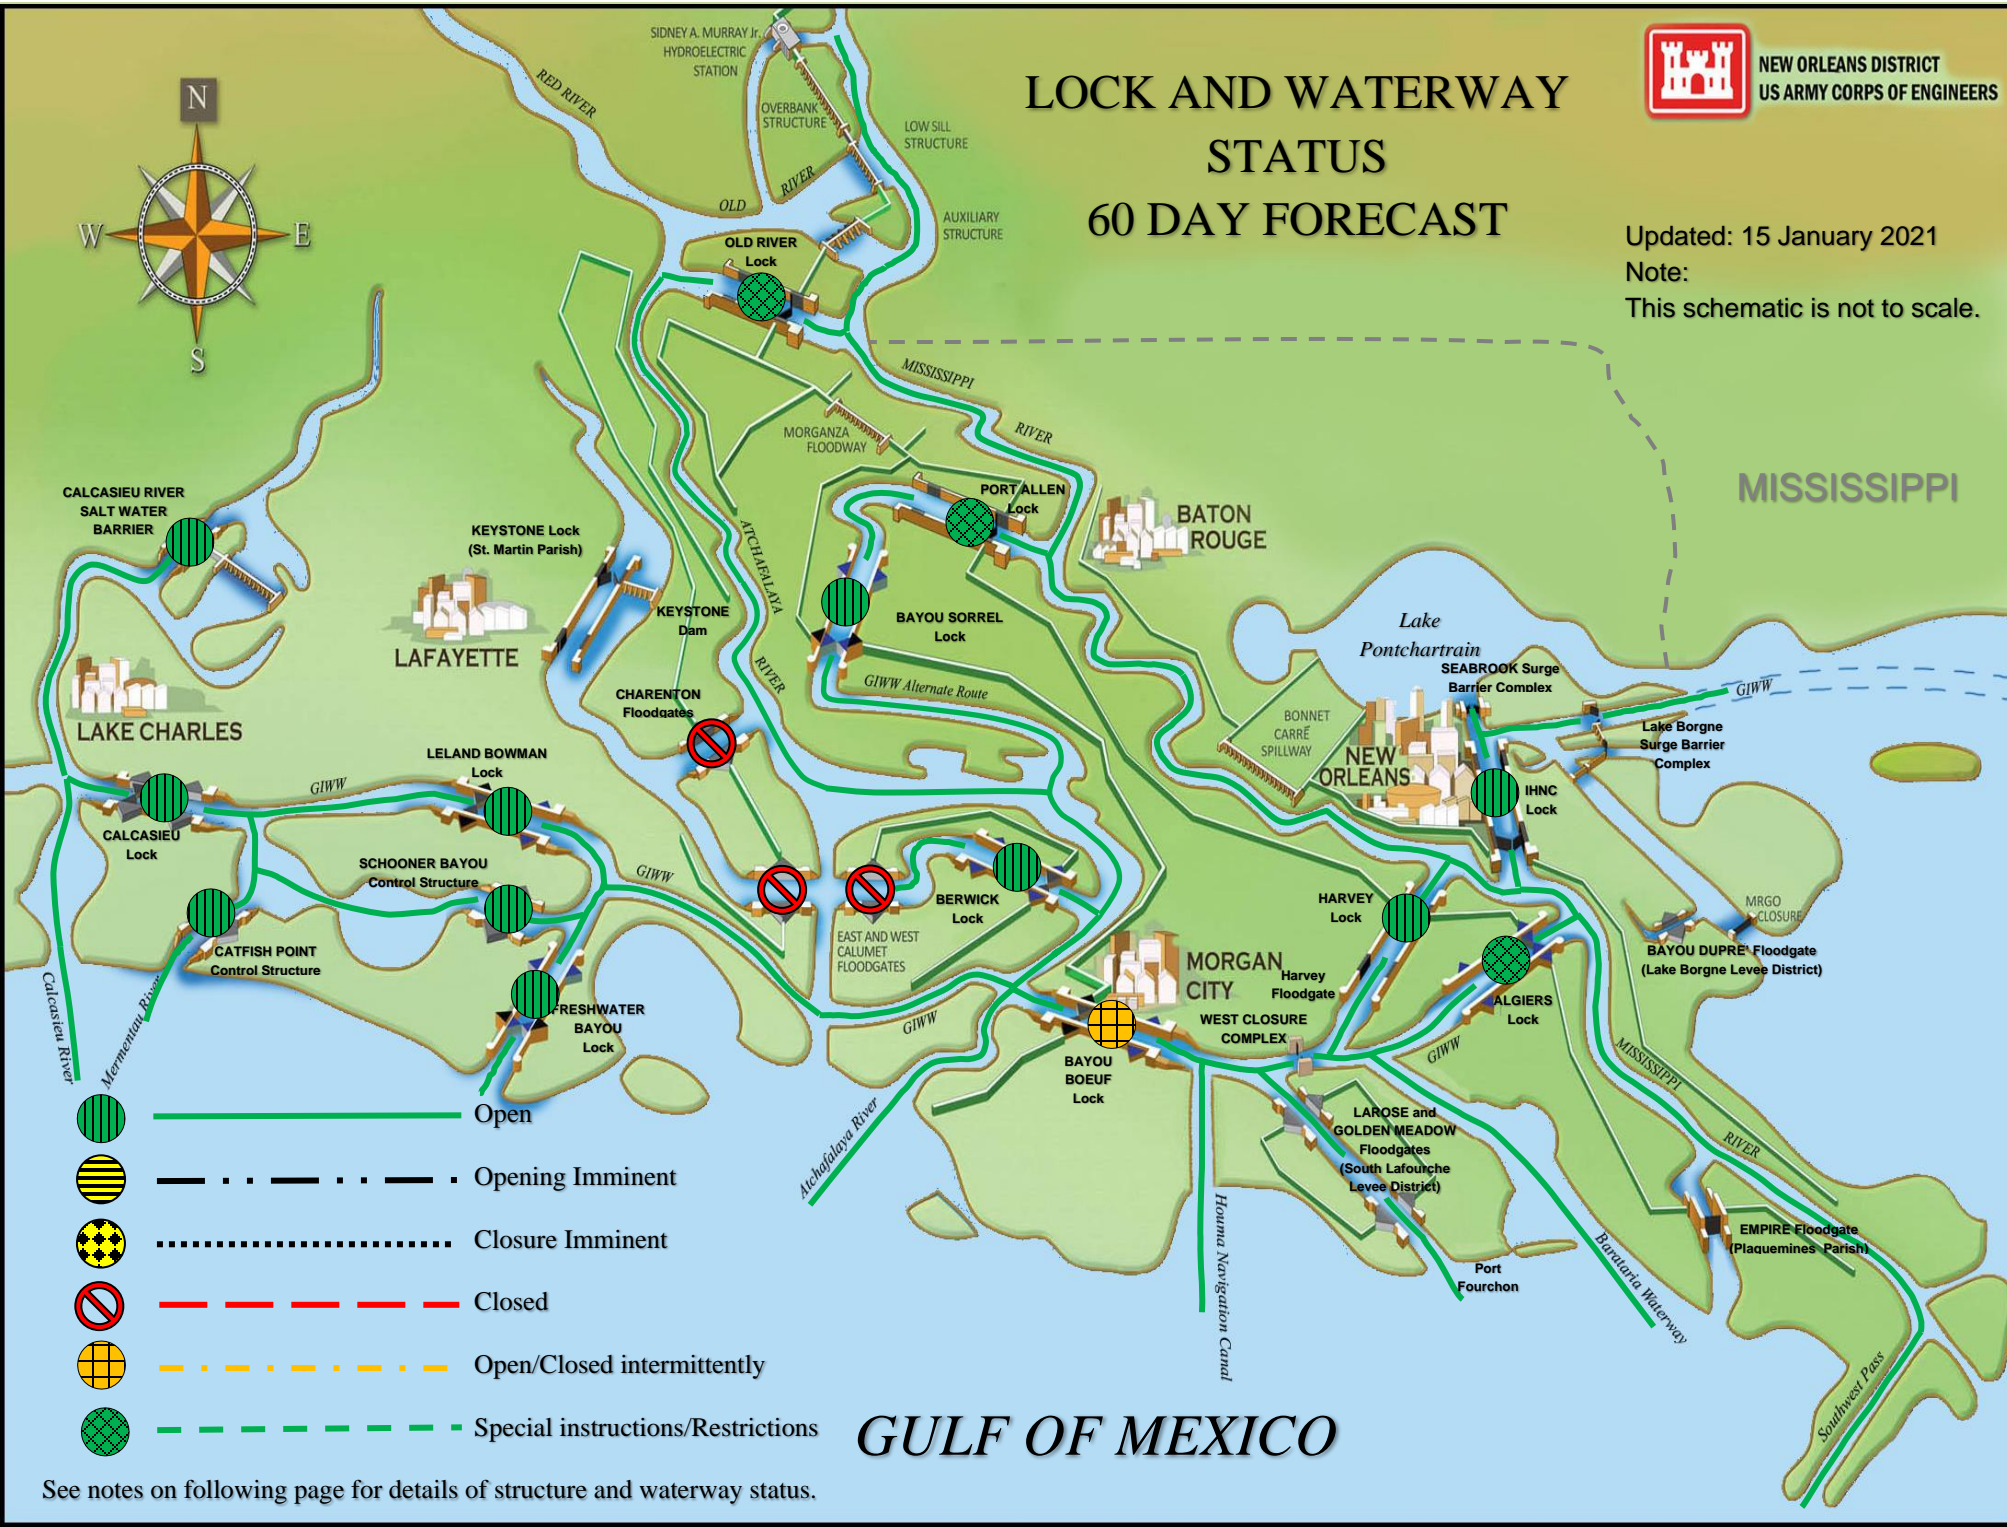 SIDNEY A. MURRAY Jr.
HYDROELECTRIC
STATION
RED RIVER
OVERBANK
STRUCTURE
LOW SILL
STRUCTURE
OLD
RIVER
AUXILIARY
STRUCTURE
LOCK AND WATERWAY
STATUS
60 DAY FORECAST
NEW ORLEANS DISTRICT
US ARMY CORPS OF ENGINEERS
Updated: 15 January 2021
Note:
This schematic is not to scale.
N
W
E
S
OLD RIVER
Lock
MISSISSIPPI
RIVER
MORGANZA
FLOODWAY
MISSISSIPPI
CALCASIEU RIVER
SALT WATER
BARRIER
KEYSTONE Lock
(St. Martin Parish)
PORT ALLEN
Lock
BATON
ROUGE
ATCHAFALAYA
RIVER
KEYSTONE
Dam
BAYOU SORREL
Lock
LAFAYETTE
Lake
Pontchartrain
SEABROOK Surge
Barrier Complex
GIWW
GIWW Alternate Route
CHARENTON
Floodgates
LAKE CHARLES
BONNET
CARRÉ
SPILLWAY
NEW
ORLEANS
Lake Borgne
Surge Barrier
Complex
LELAND BOWMAN
Lock
GIWW
IHNC
Lock
CALCASIEU
Lock
SCHOONER BAYOU
Control Structure
GIWW
BERWICK
Lock
HARVEY
Lock
MRGO
CLOSURE
EAST AND WEST
CALUMET
FLOODGATES
BAYOU DUPRE' Floodgate
(Lake Borgne Levee District)
CATFISH POINT
Control Structure
MORGAN
CITY
Harvey
Floodgate
ALGIERS
Lock
FRESHWATER
BAYOU
Lock
GIWW
WEST CLOSURE
COMPLEX
GIWW
Calcasieu River
Mermentau River
BAYOU
BOEUF
Lock
MISSISSIPPI
RIVER
Atchafalaya River
LAROSE and
GOLDEN MEADOW
Floodgates
(South Lafourche
Levee District)
Houma Navigation Canal
Port
Fourchon
Barataria Waterway
EMPIRE Floodgate
(Plaquemines Parish)
Southwest Pass
Open
Opening Imminent
Closure Imminent
Closed
Open/Closed intermittently
Special instructions/Restrictions
GULF OF MEXICO
See notes on following page for details of structure and waterway status.